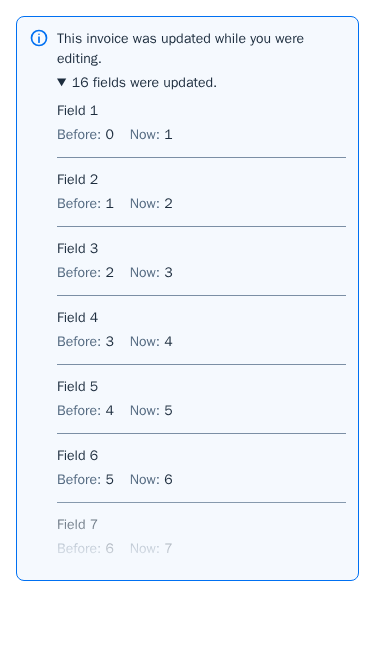 This invoice was updated while you were
editing.
▼ 16 fields were updated.
Field 1
Before: 0 Now: 1
Field 2
Before: 1 Now: 2
Field 3
Before: 2 Now: 3
Field 4
Before: 3 Now: 4
Field 5
Before: 4 Now: 5
Field 6
Before: 5 Now: 6
Field 7
Before: 6 Now: 7